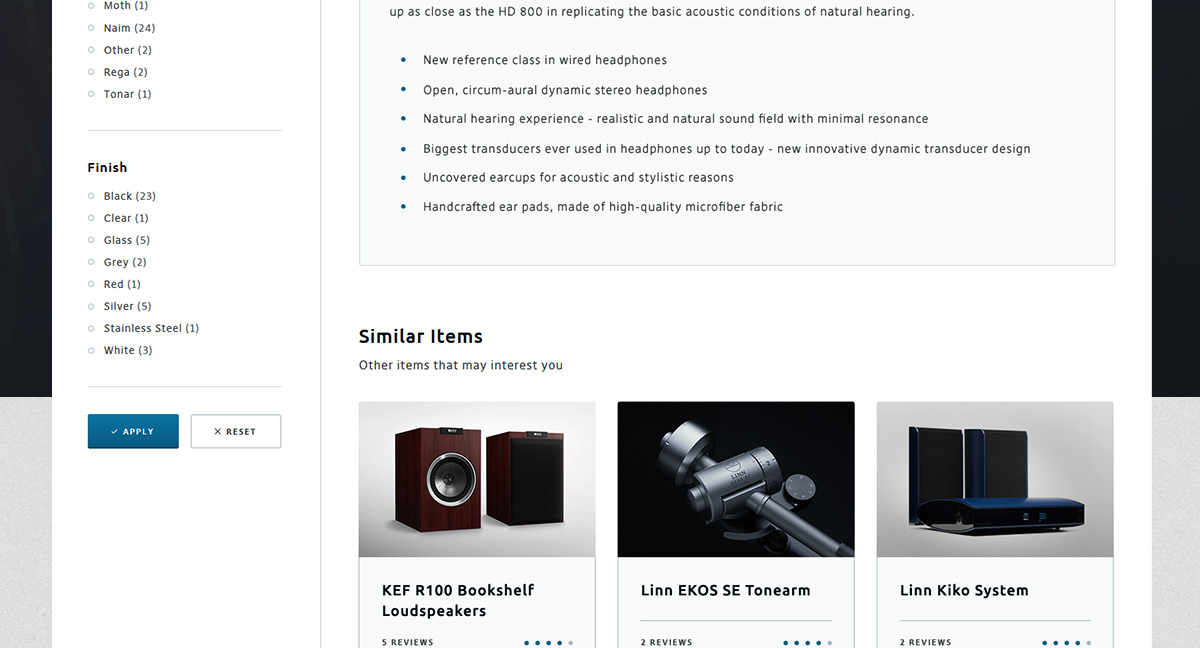 Moth (1)
Naim (24)
Other (2)
Rega (2)
Tonar (1)
Finish
Black (23)
Clear (1)
Glass (5)
Grey (2)
Red (1)
Silver (5)
Stainless Steel (1)
White (3)
APPLY
RESET
up as close as the HD 800 in replicating the basic acoustic conditions of natural hearing.
New reference class in wired headphones
Open, circum-aural dynamic stereo headphones
Natural hearing experience - realistic and natural sound field with minimal resonance
Biggest transducers ever used in headphones up to today - new innovative dynamic transducer design
Uncovered earcups for acoustic and stylistic reasons
Handcrafted ear pads, made of high-quality microfiber fabric
Similar Items
Other items that may interest you
KEF
LINN
KEF R100 Bookshelf
Loudspeakers
5 REVIEWS
Linn EKOS SE Tonearm
2 REVIEWS
Linn Kiko System
2 REVIEWS